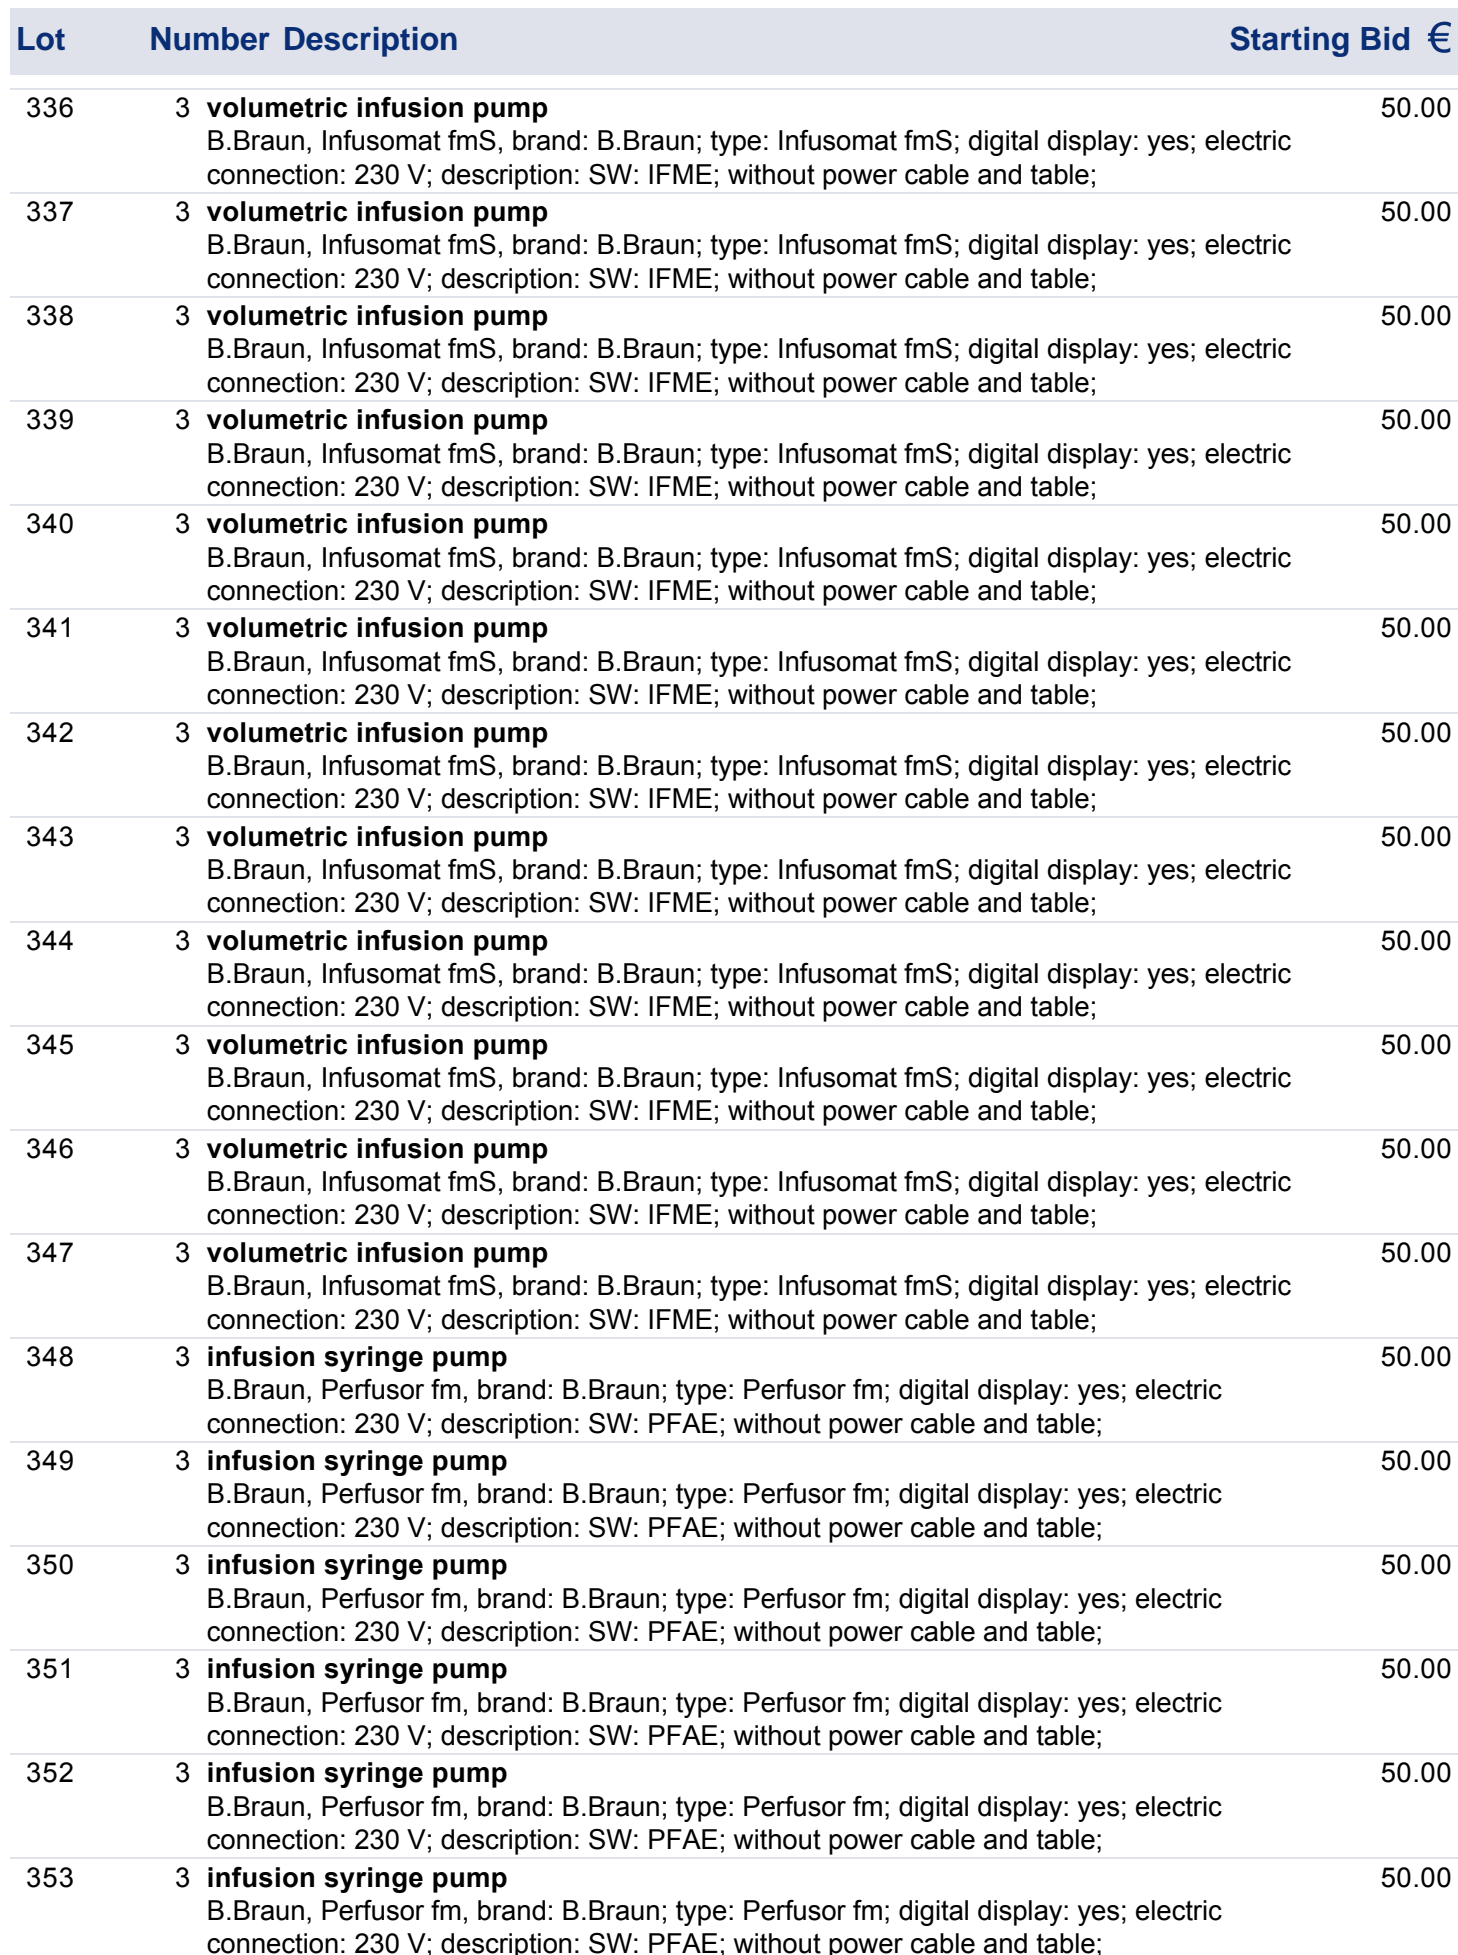 Lot Number Description Starting Bid €
336 3 volumetric infusion pump 50.00
B.Braun, Infusomat fmS, brand: B.Braun; type: Infusomat fmS; digital display: yes; electric
connection: 230 V; description: SW: IFME; without power cable and table;
337 3 volumetric infusion pump 50.00
B.Braun, Infusomat fmS, brand: B.Braun; type: Infusomat fmS; digital display: yes; electric
connection: 230 V; description: SW: IFME; without power cable and table;
338 3 volumetric infusion pump 50.00
B.Braun, Infusomat fmS, brand: B.Braun; type: Infusomat fmS; digital display: yes; electric
connection: 230 V; description: SW: IFME; without power cable and table;
339 3 volumetric infusion pump 50.00
B.Braun, Infusomat fmS, brand: B.Braun; type: Infusomat fmS; digital display: yes; electric
connection: 230 V; description: SW: IFME; without power cable and table;
340 3 volumetric infusion pump 50.00
B.Braun, Infusomat fmS, brand: B.Braun; type: Infusomat fmS; digital display: yes; electric
connection: 230 V; description: SW: IFME; without power cable and table;
341 3 volumetric infusion pump 50.00
B.Braun, Infusomat fmS, brand: B.Braun; type: Infusomat fmS; digital display: yes; electric
connection: 230 V; description: SW: IFME; without power cable and table;
342 3 volumetric infusion pump 50.00
B.Braun, Infusomat fmS, brand: B.Braun; type: Infusomat fmS; digital display: yes; electric
connection: 230 V; description: SW: IFME; without power cable and table;
343 3 volumetric infusion pump 50.00
B.Braun, Infusomat fmS, brand: B.Braun; type: Infusomat fmS; digital display: yes; electric
connection: 230 V; description: SW: IFME; without power cable and table;
344 3 volumetric infusion pump 50.00
B.Braun, Infusomat fmS, brand: B.Braun; type: Infusomat fmS; digital display: yes; electric
connection: 230 V; description: SW: IFME; without power cable and table;
345 3 volumetric infusion pump 50.00
B.Braun, Infusomat fmS, brand: B.Braun; type: Infusomat fmS; digital display: yes; electric
connection: 230 V; description: SW: IFME; without power cable and table;
346 3 volumetric infusion pump 50.00
B.Braun, Infusomat fmS, brand: B.Braun; type: Infusomat fmS; digital display: yes; electric
connection: 230 V; description: SW: IFME; without power cable and table;
347 3 volumetric infusion pump 50.00
B.Braun, Infusomat fmS, brand: B.Braun; type: Infusomat fmS; digital display: yes; electric
connection: 230 V; description: SW: IFME; without power cable and table;
348 3 infusion syringe pump 50.00
B.Braun, Perfusor fm, brand: B.Braun; type: Perfusor fm; digital display: yes; electric
connection: 230 V; description: SW: PFAE; without power cable and table;
349 3 infusion syringe pump 50.00
B.Braun, Perfusor fm, brand: B.Braun; type: Perfusor fm; digital display: yes; electric
connection: 230 V; description: SW: PFAE; without power cable and table;
350 3 infusion syringe pump 50.00
B.Braun, Perfusor fm, brand: B.Braun; type: Perfusor fm; digital display: yes; electric
connection: 230 V; description: SW: PFAE; without power cable and table;
351 3 infusion syringe pump 50.00
B.Braun, Perfusor fm, brand: B.Braun; type: Perfusor fm; digital display: yes; electric
connection: 230 V; description: SW: PFAE; without power cable and table;
352 3 infusion syringe pump 50.00
B.Braun, Perfusor fm, brand: B.Braun; type: Perfusor fm; digital display: yes; electric
connection: 230 V; description: SW: PFAE; without power cable and table;
353 3 infusion syringe pump 50.00
B.Braun, Perfusor fm, brand: B.Braun; type: Perfusor fm; digital display: yes; electric
connection: 230 V; description: SW: PFAE; without power cable and table;